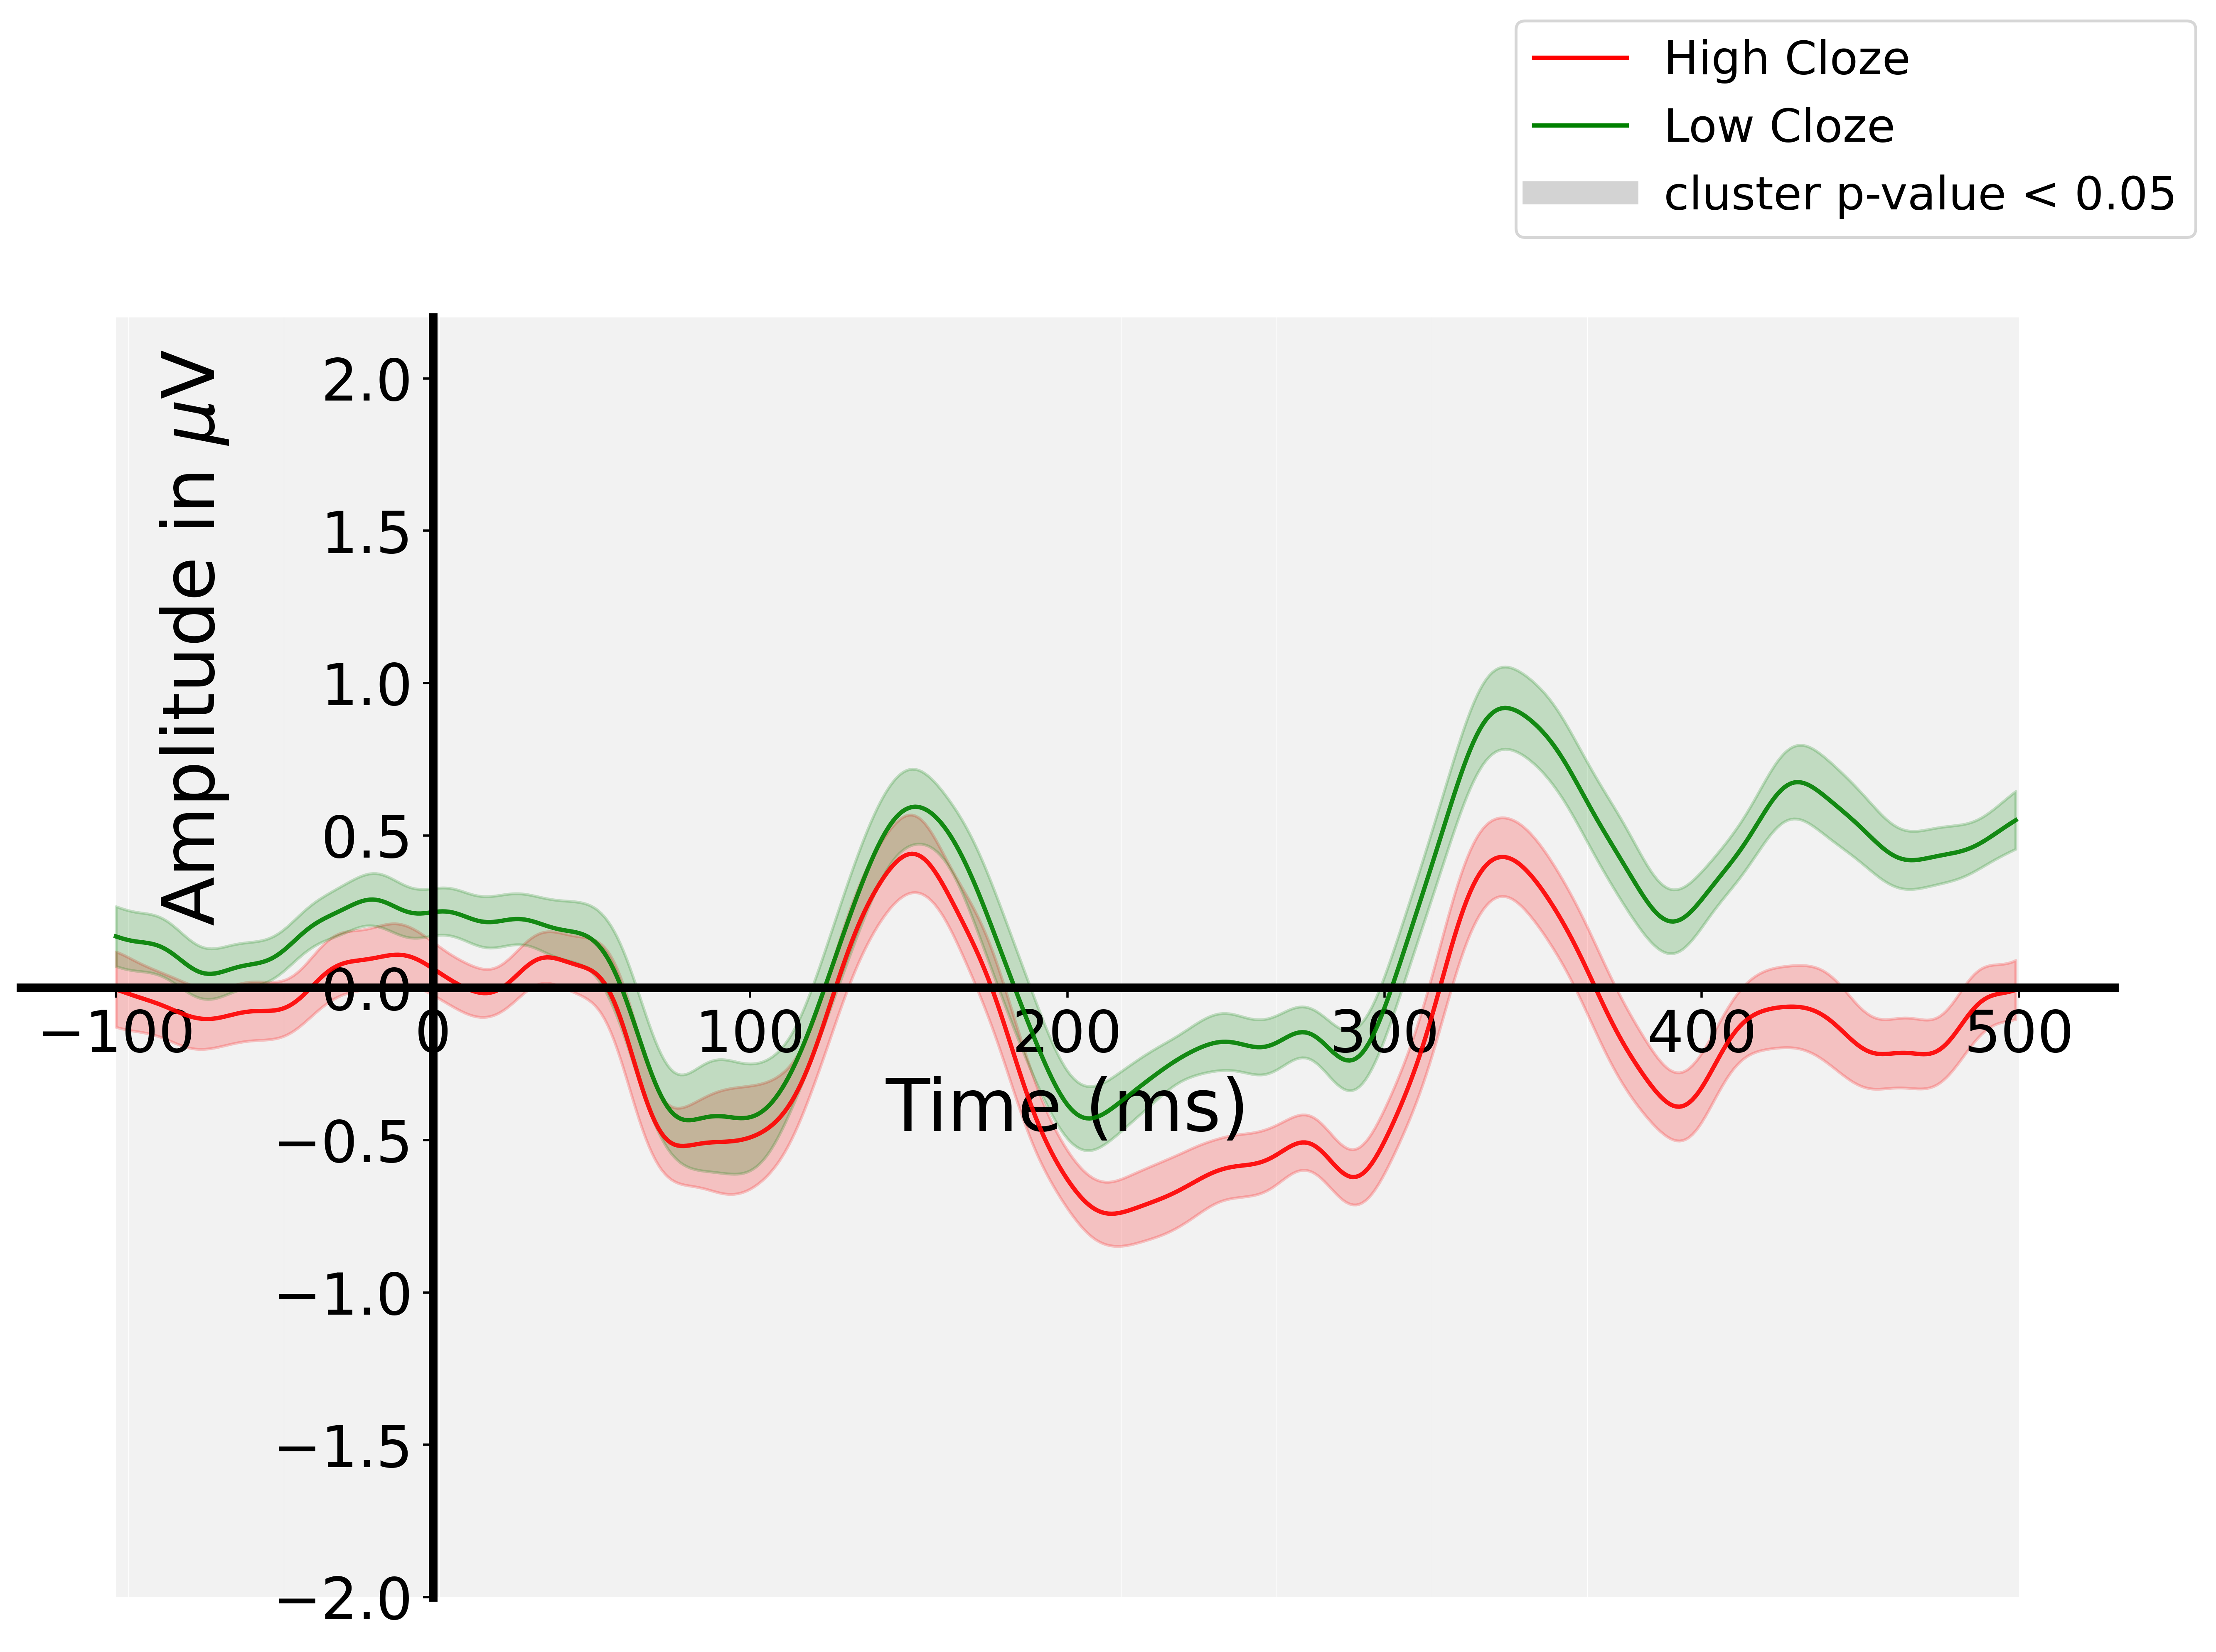 High Cloze
Low Cloze
cluster p-value < 0.05
Amplitude in μV
2.0
1.5
1.0
0.5
0.0
−0.5
−1.0
−1.5
−2.0
−100 0 100 200 300 400 500
Time (ms)